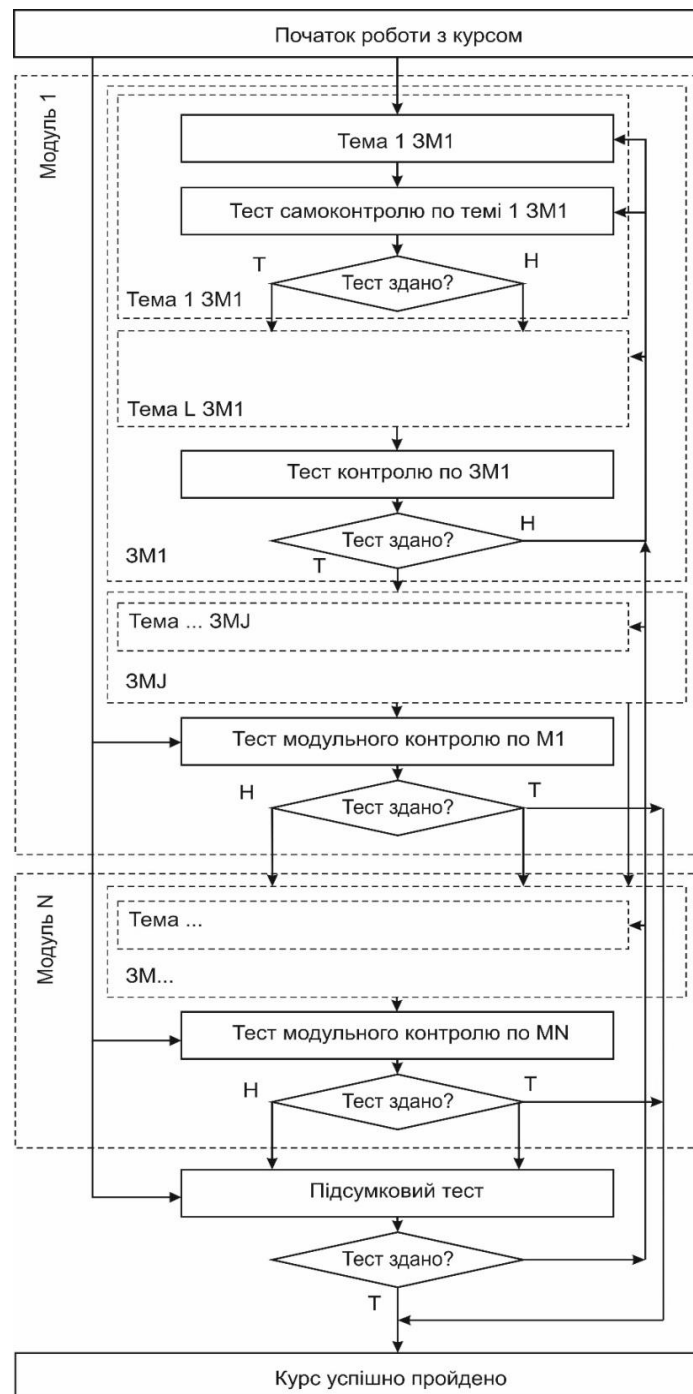 Початок роботи з курсом
Модуль 1
Тема 1 ЗМ1
Тест самоконтролю по темі 1 ЗМ1
Т
Н
Тест здано?
Тема 1 ЗМ1
Тема L ЗМ1
Тест контролю по ЗМ1
Н
Тест здано?
Т
ЗМ1
Тема ... ЗМJ
ЗМJ
Тест модульного контролю по М1
Н
Т
Тест здано?
Модуль N
Тема ...
ЗМ...
Тест модульного контролю по МN
Н
Т
Тест здано?
Підсумковий тест
Тест здано?
Т
Курс успішно пройдено